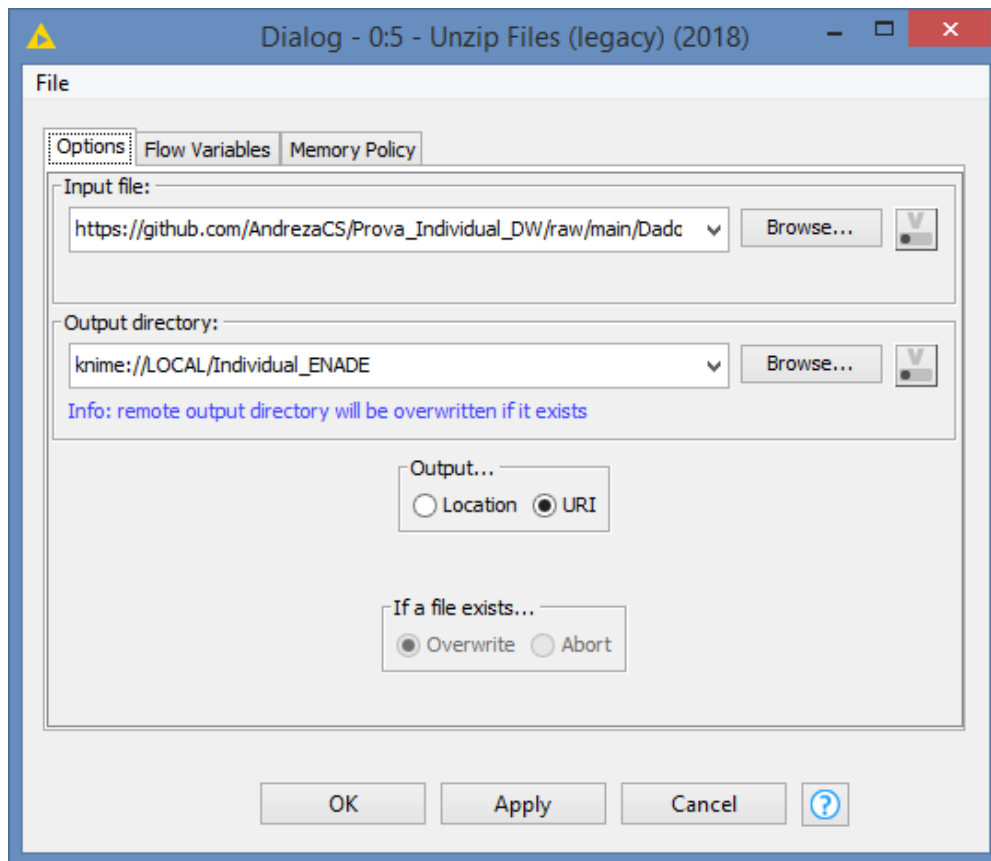 Dialog - 0:5 - Unzip Files (legacy) (2018)
File
Options Flow Variables Memory Policy
Input file:
https://github.com/AndrezaCS/Prova_Individual_DW/raw/main/Dado Browse... V
Output directory:
knime://LOCAL/Individual_ENADE Browse... V
Info: remote output directory will be overwritten if it exists
Output...
Location URI
If a file exists...
Overwrite Abort
OK Apply Cancel ?